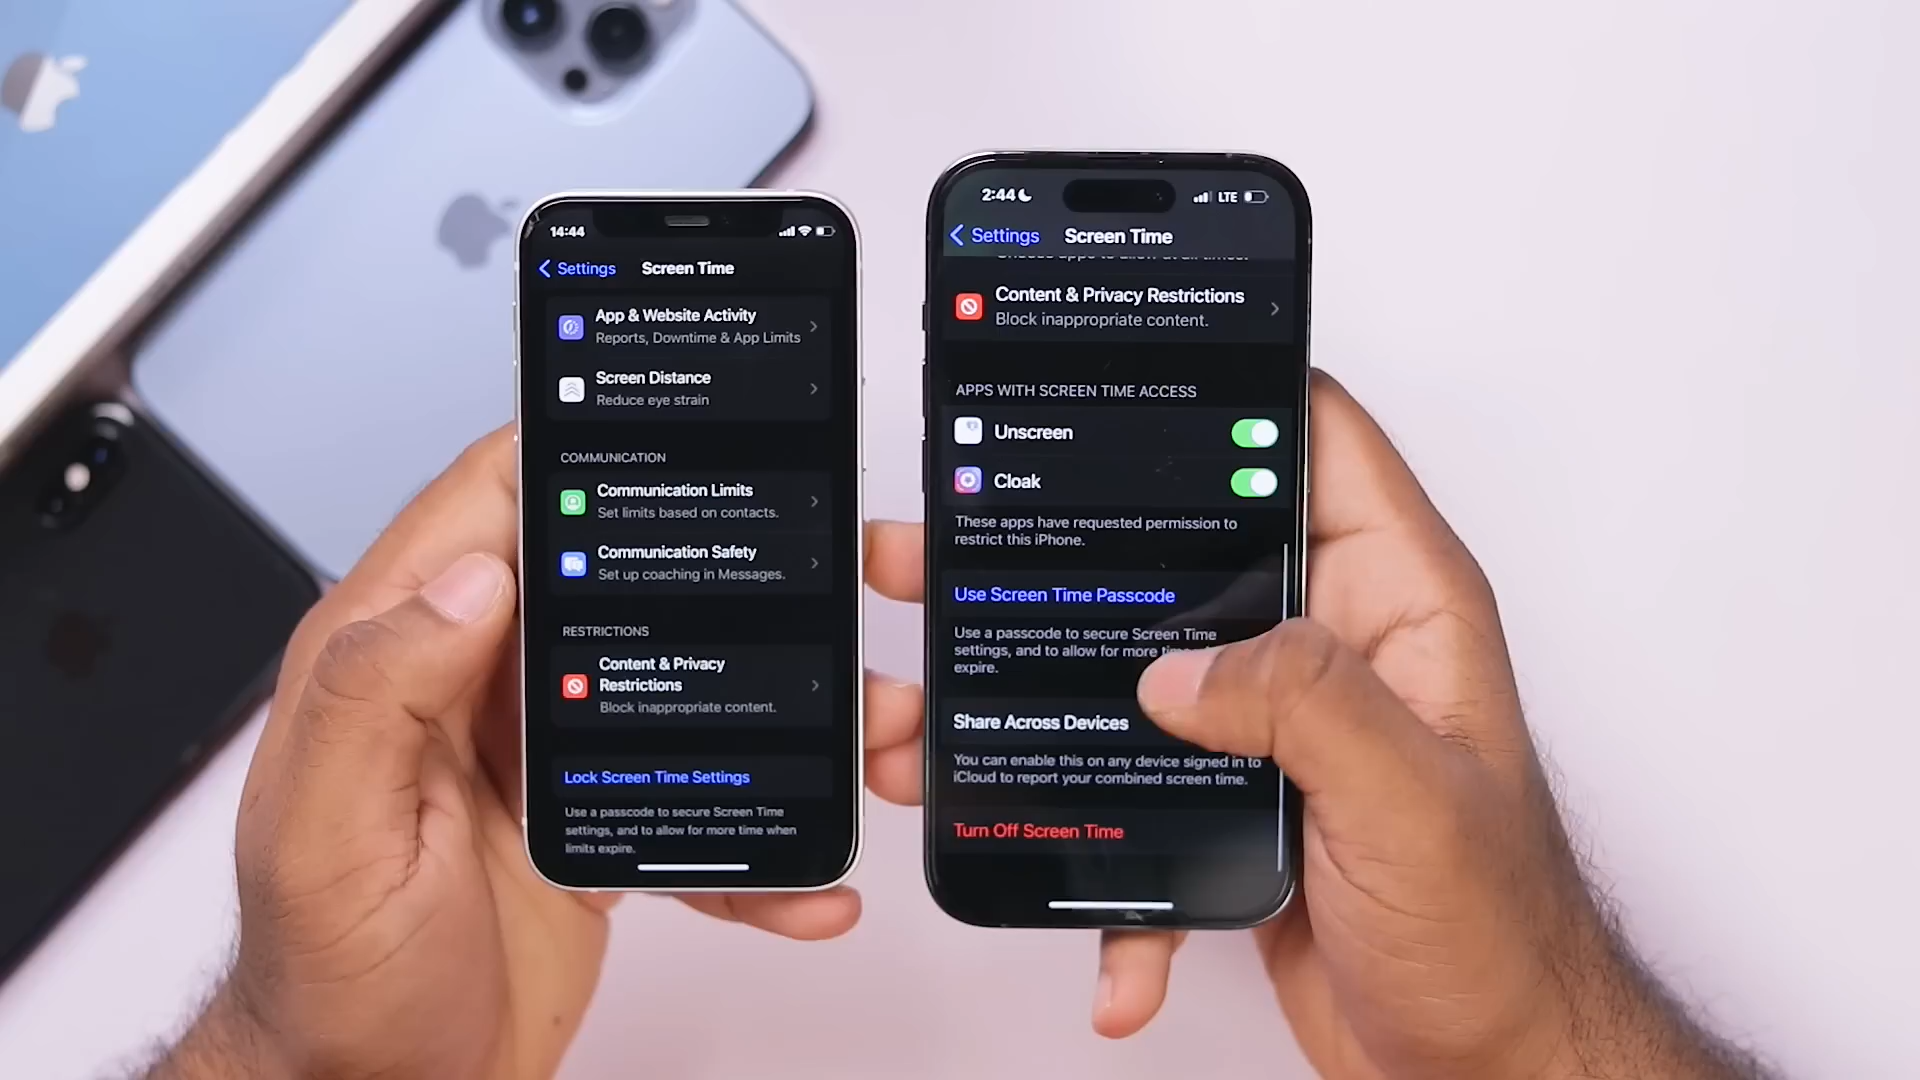 14:44
Settings
Screen Time
App & Website Activity
Reports, Downtime & App Limits
Screen Distance
Reduce eye strain
COMMUNICATION
Communication Limits
Set limits based on contacts.
Communication Safety
Set up coaching in Messages.
RESTRICTIONS
Content & Privacy
Restrictions
Block inappropriate content.
Lock Screen Time Settings
Use a passcode to secure Screen Time
settings, and to allow for more time when
limits expire.
2:44
LTE
Settings
Screen Time
Content & Privacy Restrictions
Block inappropriate content.
APPS WITH SCREEN TIME ACCESS
Unscreen
Cloak
These apps have requested permission to
restrict this iPhone.
Use Screen Time Passcode
Use a passcode to secure Screen Time
settings, and to allow for more
expire.
Share Across Devices
You can enable this on any device signed in to
iCloud to report your combined screen time.
Turn Off Screen Time